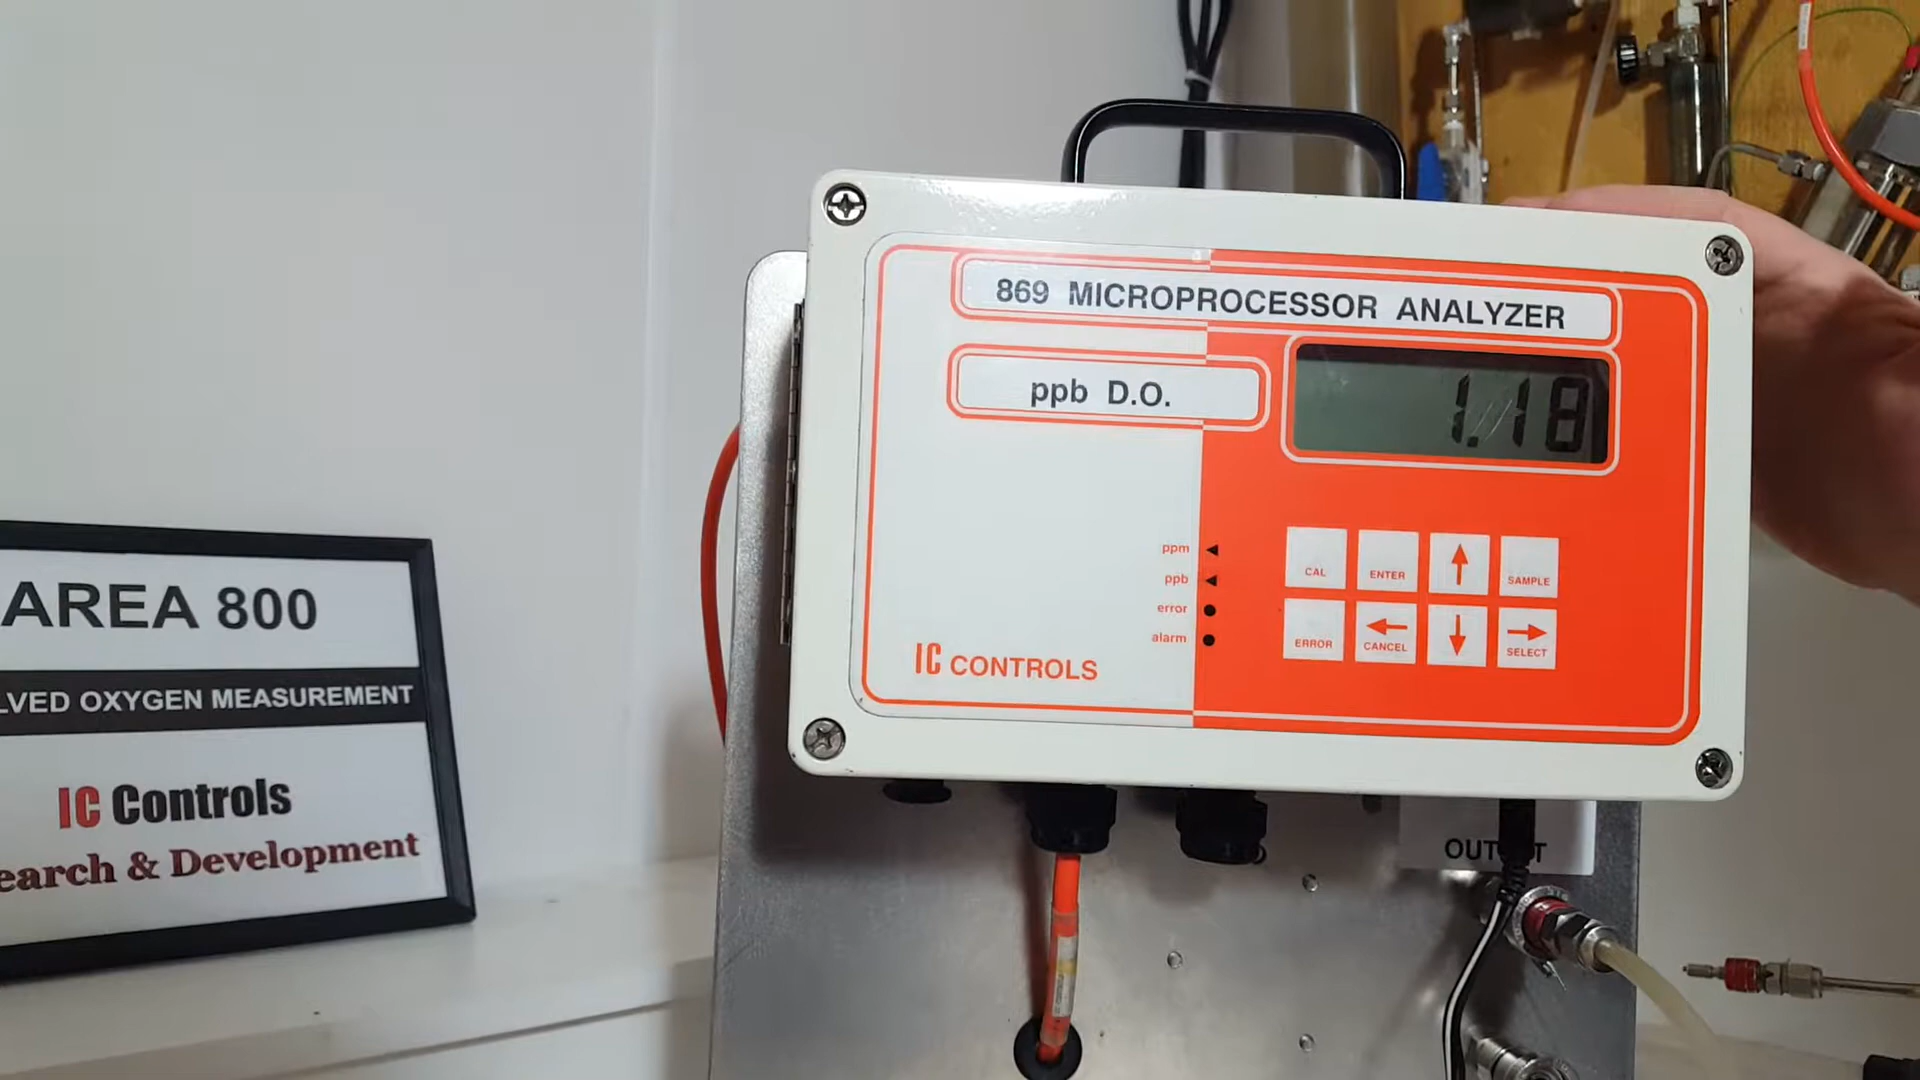 869 MICROPROCESSOR ANALYZER
ppb D.O.
1.18
ppm
ppb
error
alarm
CAL
ENTER
SAMPLE
ERROR
CANCEL
SELECT
IC CONTROLS
AREA 800
LVED OXYGEN MEASUREMENT
IC Controls
earch & Development